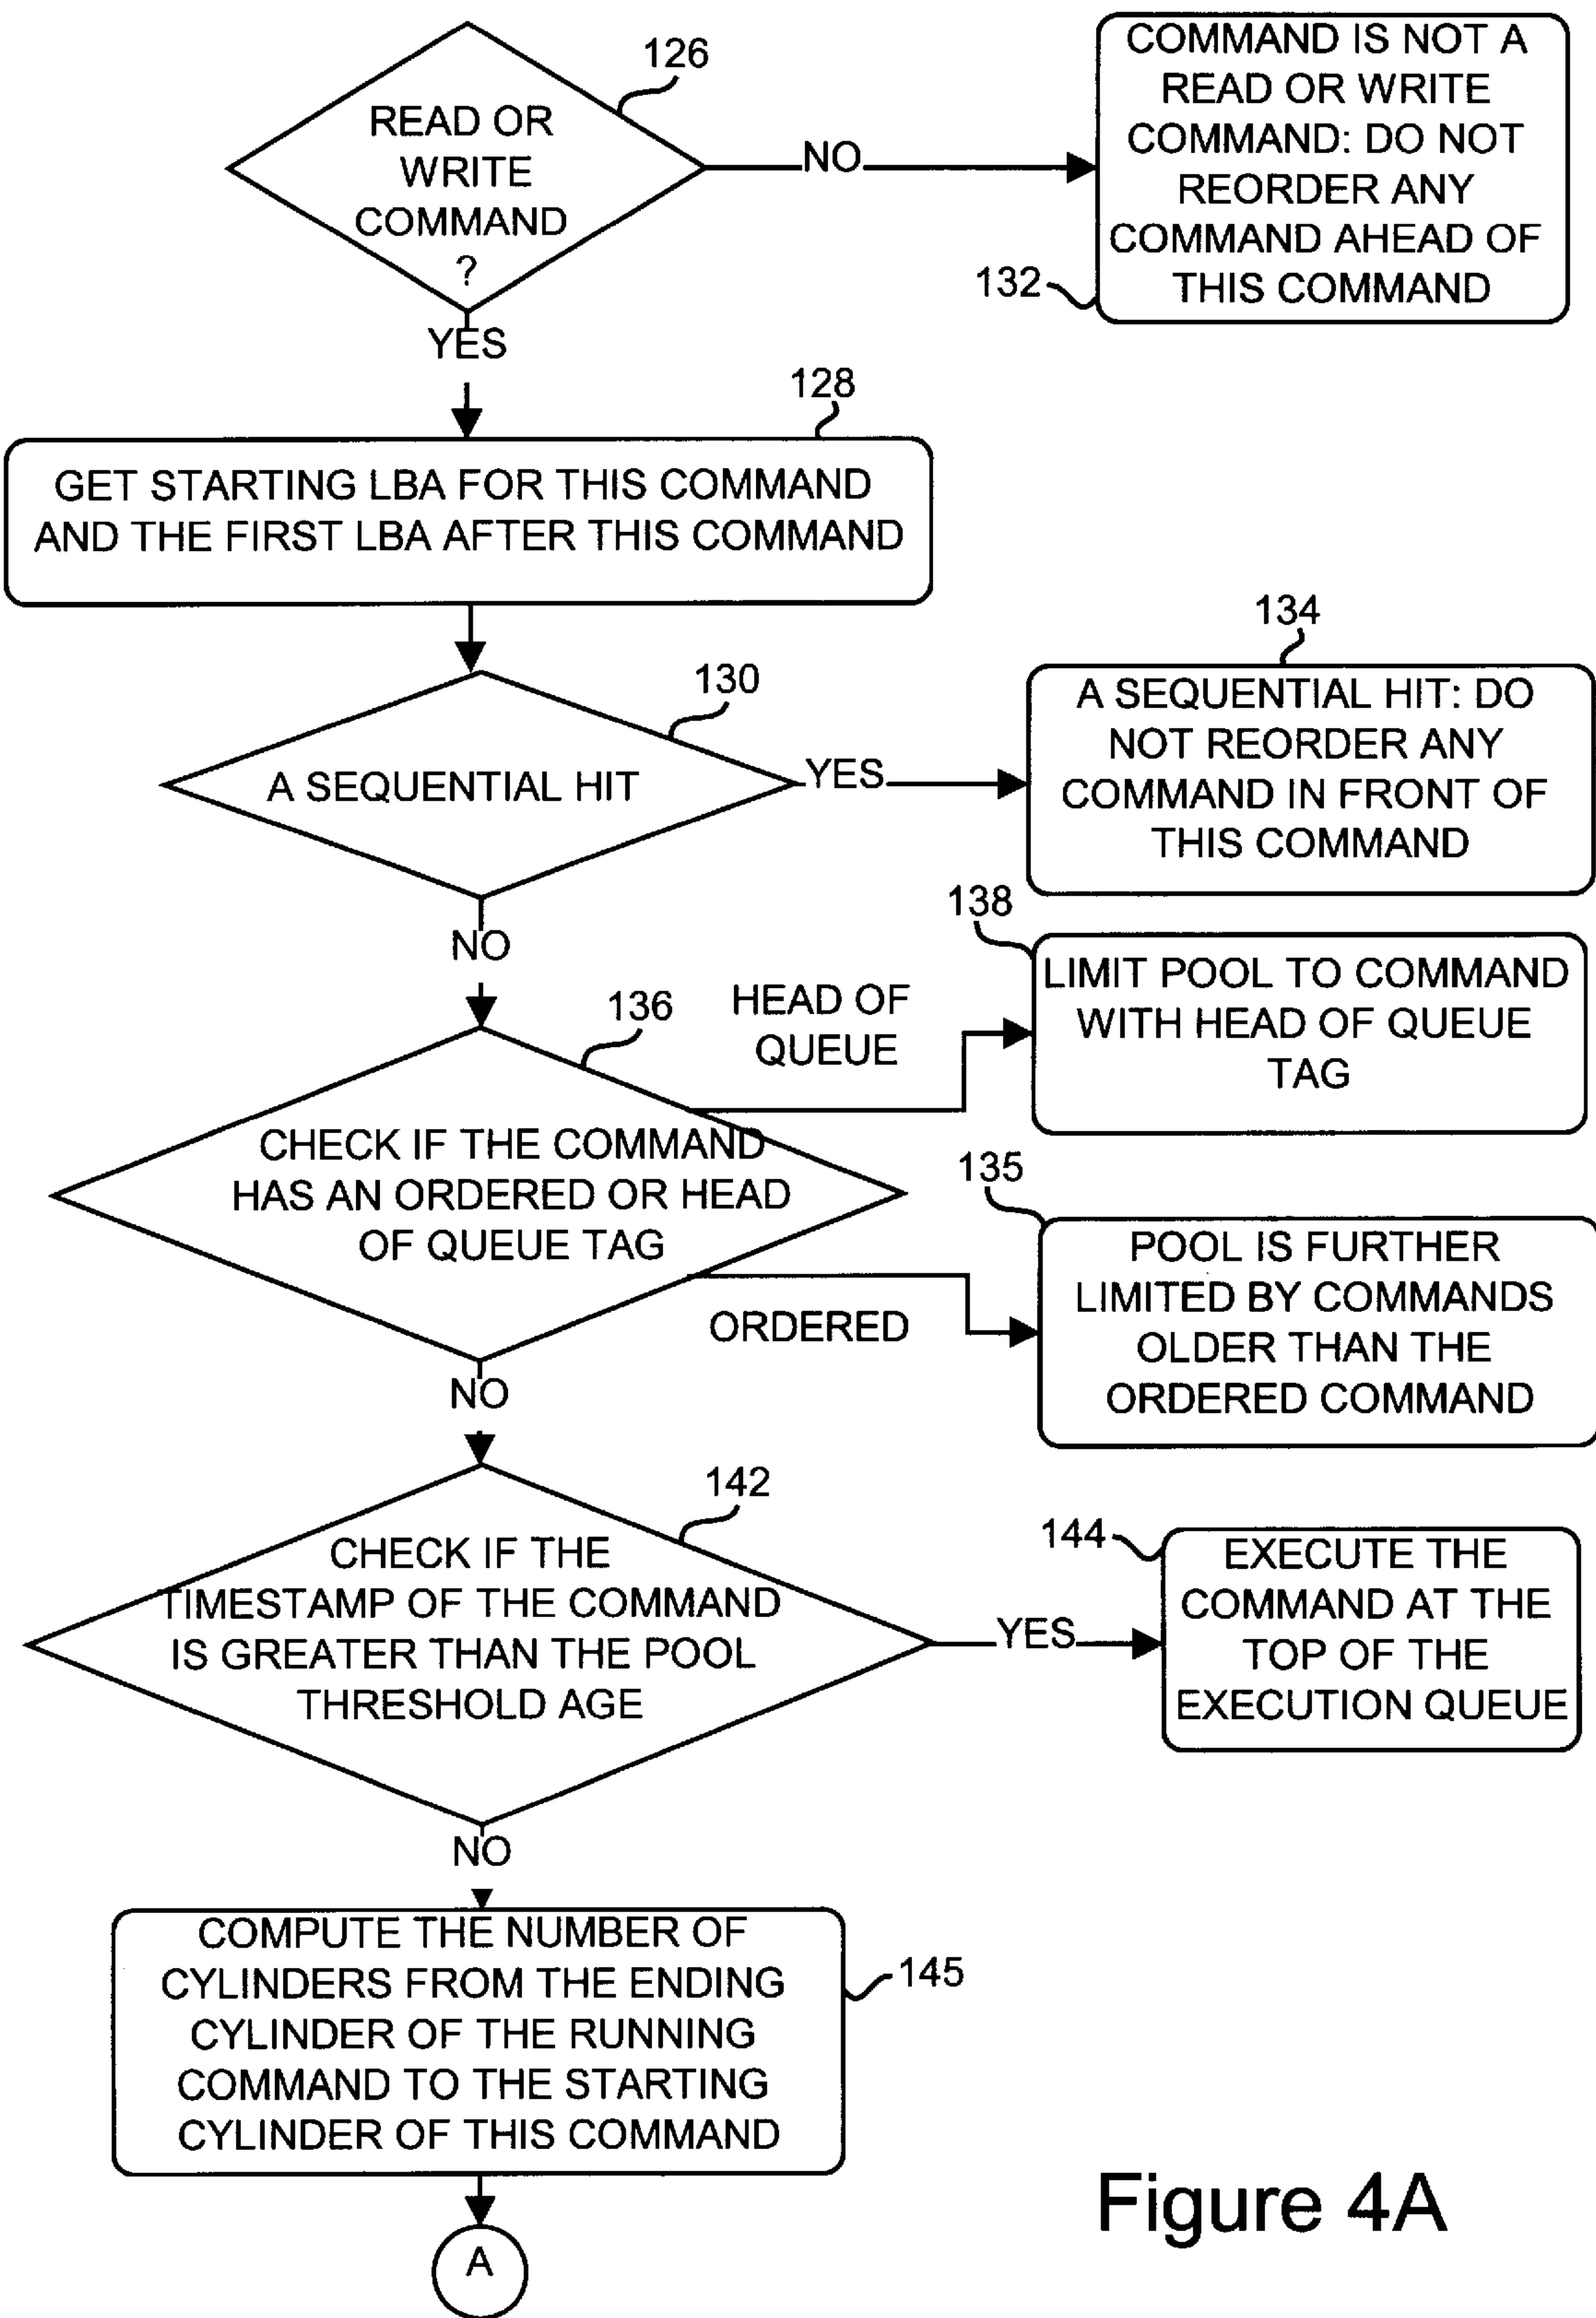 126
READ OR
WRITE
COMMAND
?
NO
COMMAND IS NOT A
READ OR WRITE
COMMAND: DO NOT
REORDER ANY
COMMAND AHEAD OF
THIS COMMAND
132
YES
128
GET STARTING LBA FOR THIS COMMAND
AND THE FIRST LBA AFTER THIS COMMAND
130
A SEQUENTIAL HIT
YES
134
A SEQUENTIAL HIT: DO
NOT REORDER ANY
COMMAND IN FRONT OF
THIS COMMAND
NO
136
HEAD OF
QUEUE
138
LIMIT POOL TO COMMAND
WITH HEAD OF QUEUE
TAG
CHECK IF THE COMMAND
HAS AN ORDERED OR HEAD
OF QUEUE TAG
ORDERED
135
POOL IS FURTHER
LIMITED BY COMMANDS
OLDER THAN THE
ORDERED COMMAND
NO
142
CHECK IF THE
TIMESTAMP OF THE COMMAND
IS GREATER THAN THE POOL
THRESHOLD AGE
YES
144
EXECUTE THE
COMMAND AT THE
TOP OF THE
EXECUTION QUEUE
NO
COMPUTE THE NUMBER OF
CYLINDERS FROM THE ENDING
CYLINDER OF THE RUNNING
COMMAND TO THE STARTING
CYLINDER OF THIS COMMAND
145
A
Figure 4A